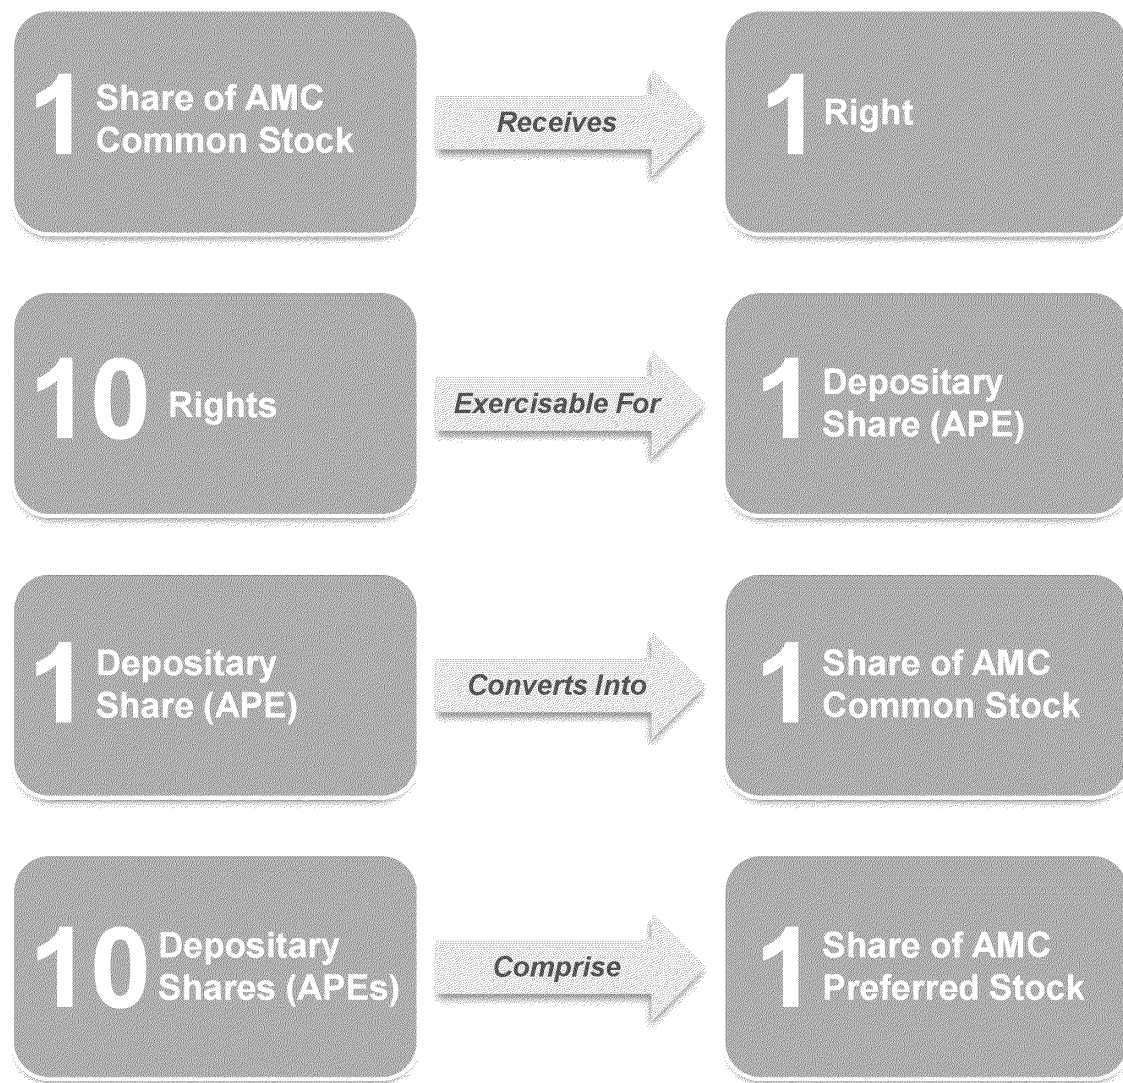 1 Share of AMC
Common Stock
Receives
1 Right
10 Rights
Exercisable For
1 Depositary
Share (APE)
1 Depositary
Share (APE)
Converts Into
1 Share of AMC
Common Stock
10 Depositary
Shares (APEs)
Comprise
1 Share of AMC
Preferred Stock